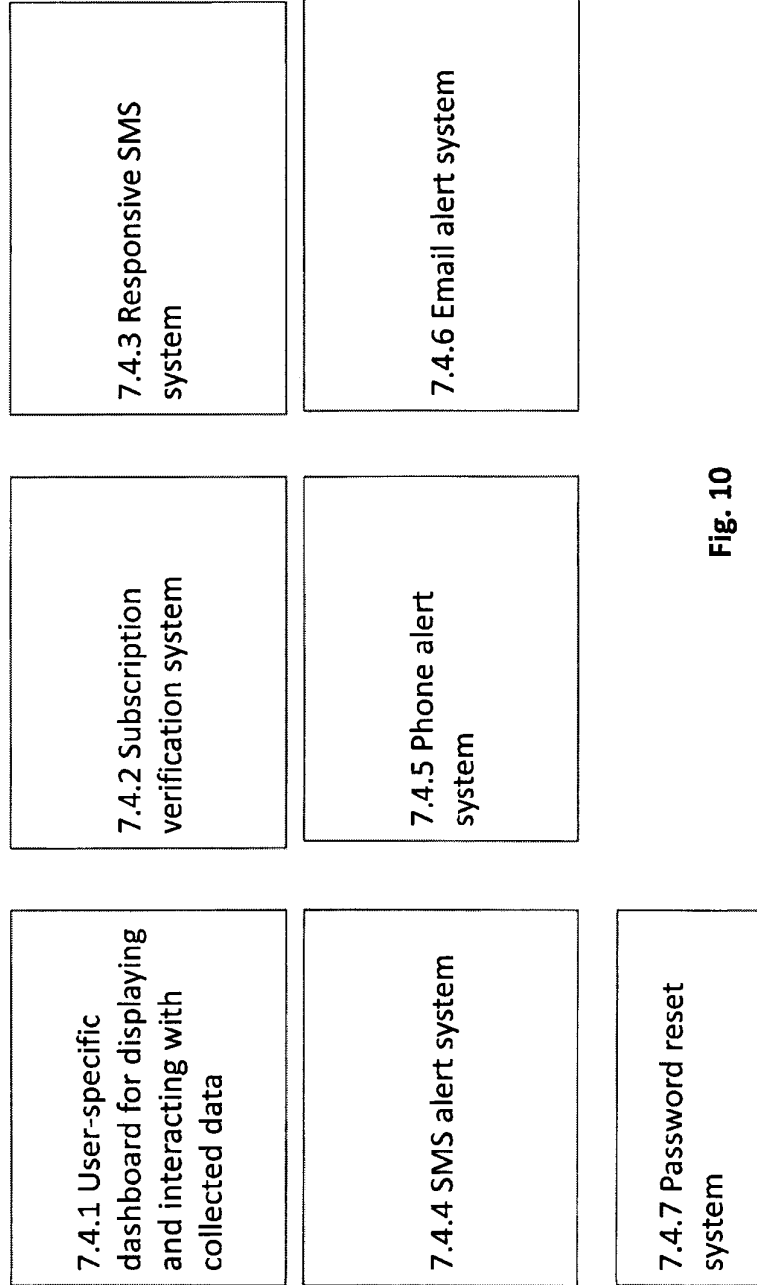 7.4.1 User-specific
dashboard for displaying
and interacting with
collected data
7.4.2 Subscription
verification system
7.4.3 Responsive SMS
system
7.4.4 SMS alert system
7.4.5 Phone alert
system
7.4.6 Email alert system
7.4.7 Password reset
system
Fig. 10